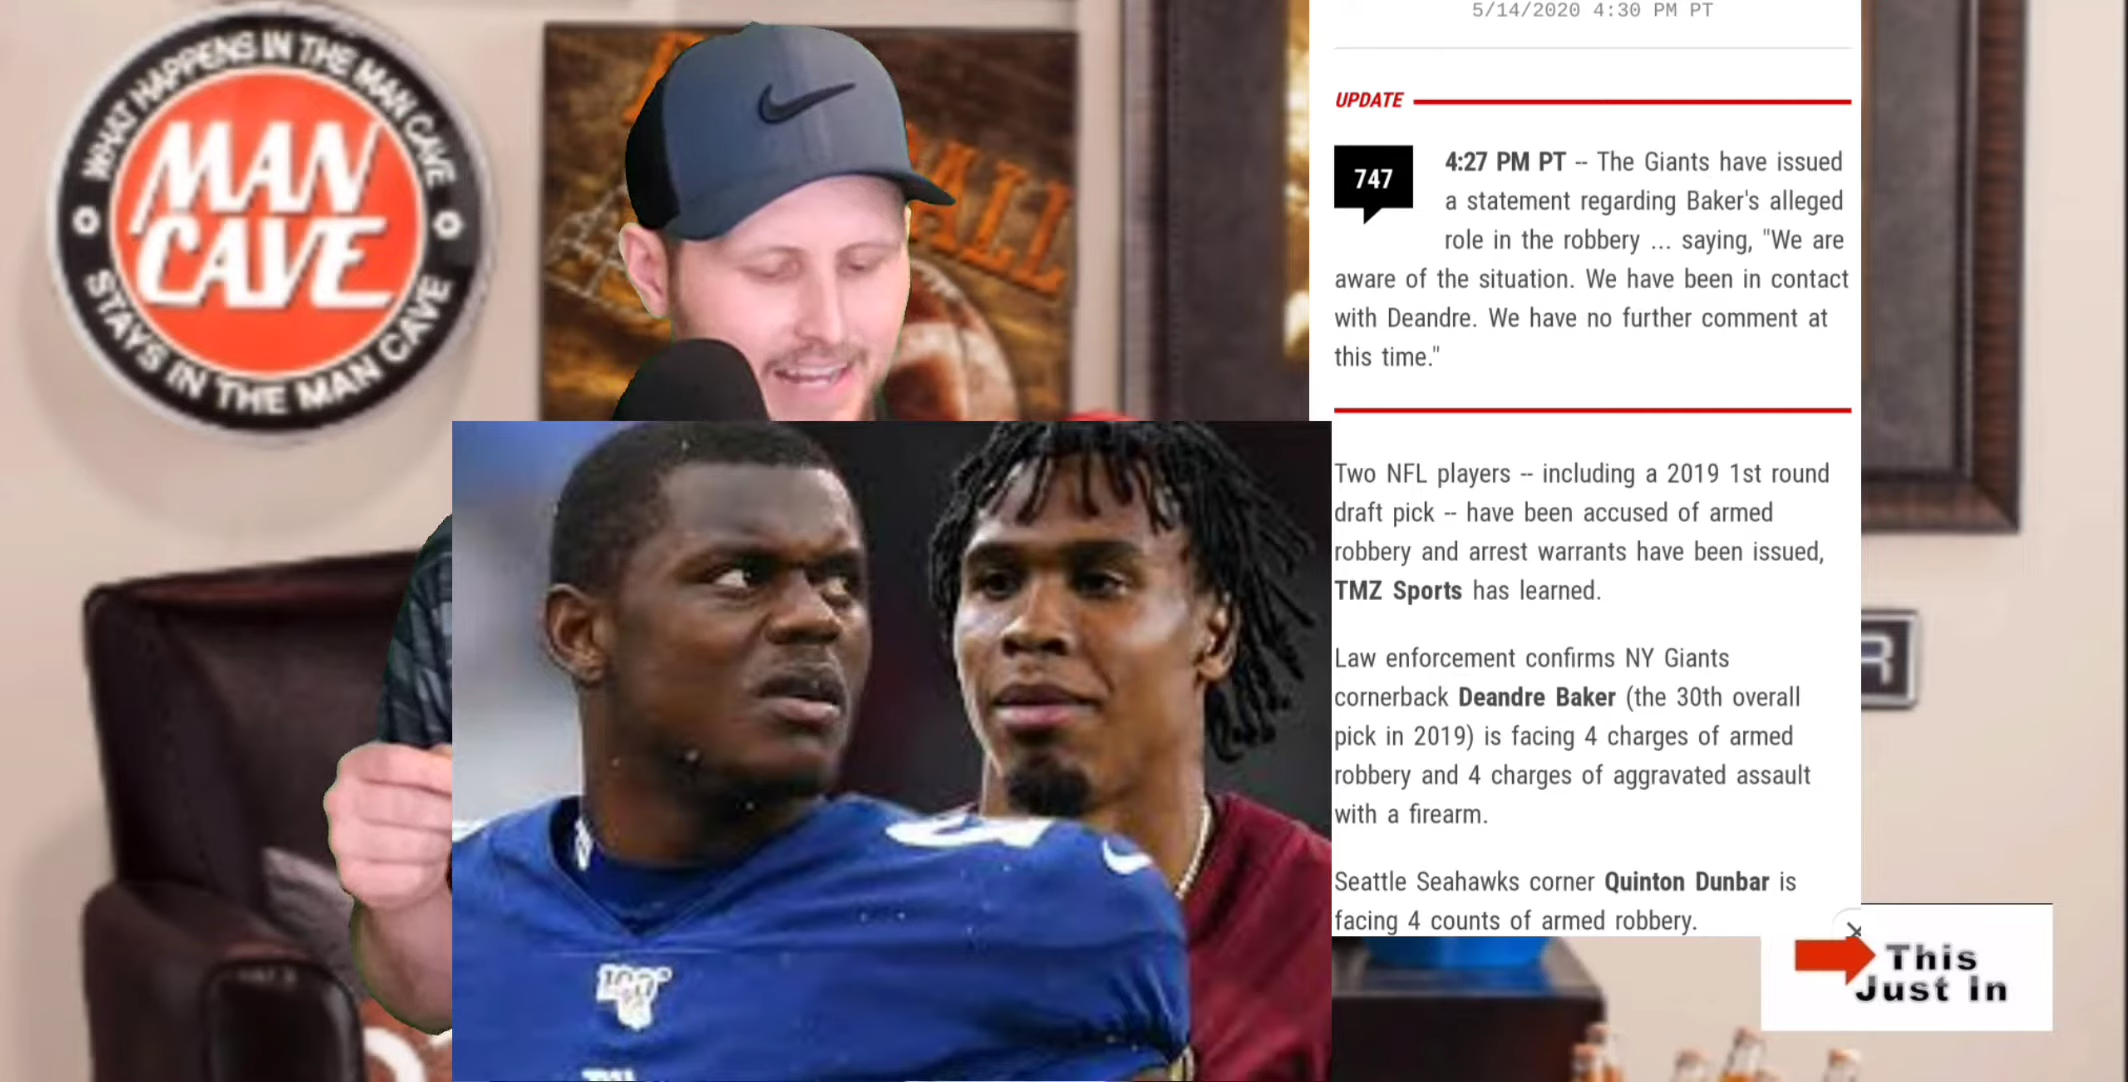 WHAT HAPPENS IN THE MAN CAVE
MAN
CAVE
STAYS IN THE MAN CAVE
5/14/2020 4:30 PM PT
UPDATE
747
4:27 PM PT -- The Giants have issued
a statement regarding Baker's alleged
role in the robbery ... saying, "We are
aware of the situation. We have been in contact
with Deandre. We have no further comment at
this time."
Two NFL players -- including a 2019 1st round
draft pick -- have been accused of armed
robbery and arrest warrants have been issued,
TMZ Sports has learned.
Law enforcement confirms NY Giants
cornerback Deandre Baker (the 30th overall
pick in 2019) is facing 4 charges of armed
robbery and 4 charges of aggravated assault
with a firearm.
Seattle Seahawks corner Quinton Dunbar is
facing 4 counts of armed robbery.
This
Just In
100
R